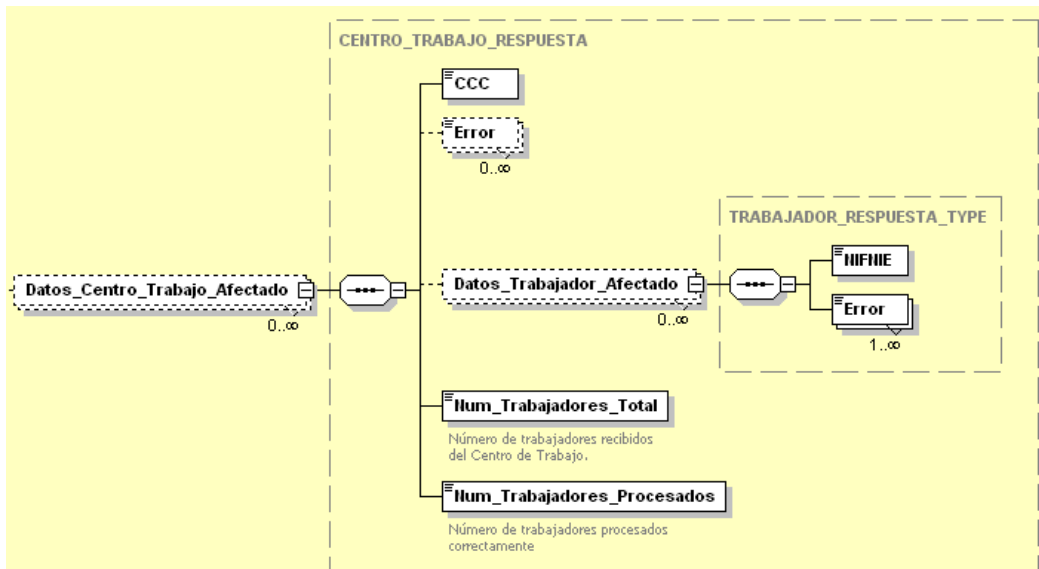 CENTRO_TRABAJO_RESPUESTA
CCC
Error
0..∞
TRABAJADOR_RESPUESTA_TYPE
NIFNIE
Datos_Centro_Trabajo_Afectado
0..∞
Datos_Trabajador_Afectado
0..∞
Error
1..∞
Num_Trabajadores_Total
Número de trabajadores recibidos
del Centro de Trabajo.
Num_Trabajadores_Procesados
Número de trabajadores procesados
correctamente